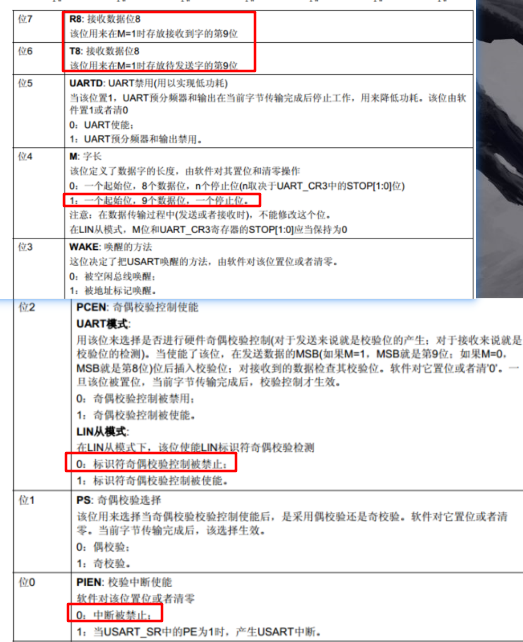 位7
R8: 接收数据位8
该位用来在M=1时存放接收到字的第9位
位6
T8: 接收数据位8
该位用来在M=1时存放待发送字的第9位
位5
UARTD: UART禁用(用以实现低功耗)
当该位置1，UART预分频器和输出在当前字节传输完成后停止工作，用来降低功耗。该位由软
件置1或者清0
0：UART使能；
1：UART预分频器和输出禁用。
位4
M: 字长
该位定义了数据字的长度，由软件对其置位和清零操作
0：一个起始位，8个数据位，n个停止位(n取决于UART_CR3中的STOP[1:0]位)
1：一个起始位，9个数据位，一个停止位。
注意：在数据传输过程中(发送或者接收时)，不能修改这个位。
在LIN从模式，M位和UART_CR3寄存器的STOP[1:0]应当保持为0
位3
WAKE: 唤醒的方法
这位决定了把USART唤醒的方法，由软件对该位置位或者清零。
0：被空闲总线唤醒；
1：被地址标记唤醒。
位2
PCEN: 奇偶校验控制使能
UART模式:
用该位来选择是否进行硬件奇偶校验控制(对于发送来说就是校验位的产生；对于接收来说就是
校验位的检测)。当使能了该位，在发送数据的MSB(如果M=1，MSB就是第9位；如果M=0，
MSB就是第8位)位后插入校验位；对接收到的数据检查其校验位。软件对它置位或者清'0'。一
旦该位被置位，当前字节传输完成后，校验控制才生效。
0：奇偶校验控制被禁用；
1：奇偶校验控制被使能。
LIN从模式:
在LIN从模式下，该位使能LIN标识符奇偶校验检测
0：标识符奇偶校验控制被禁止；
1：标识符奇偶校验控制被使能。
位1
PS: 奇偶校验选择
该位用来选择当奇偶校验校验控制使能后，是采用偶校验还是奇校验。软件对它置位或者清
零。当前字节传输完成后，该选择生效。
0：偶校验；
1：奇校验。
位0
PIEN: 校验中断使能
软件对该位置位或者清零
0：中断被禁止；
1：当USART_SR中的PE为1时，产生USART中断。